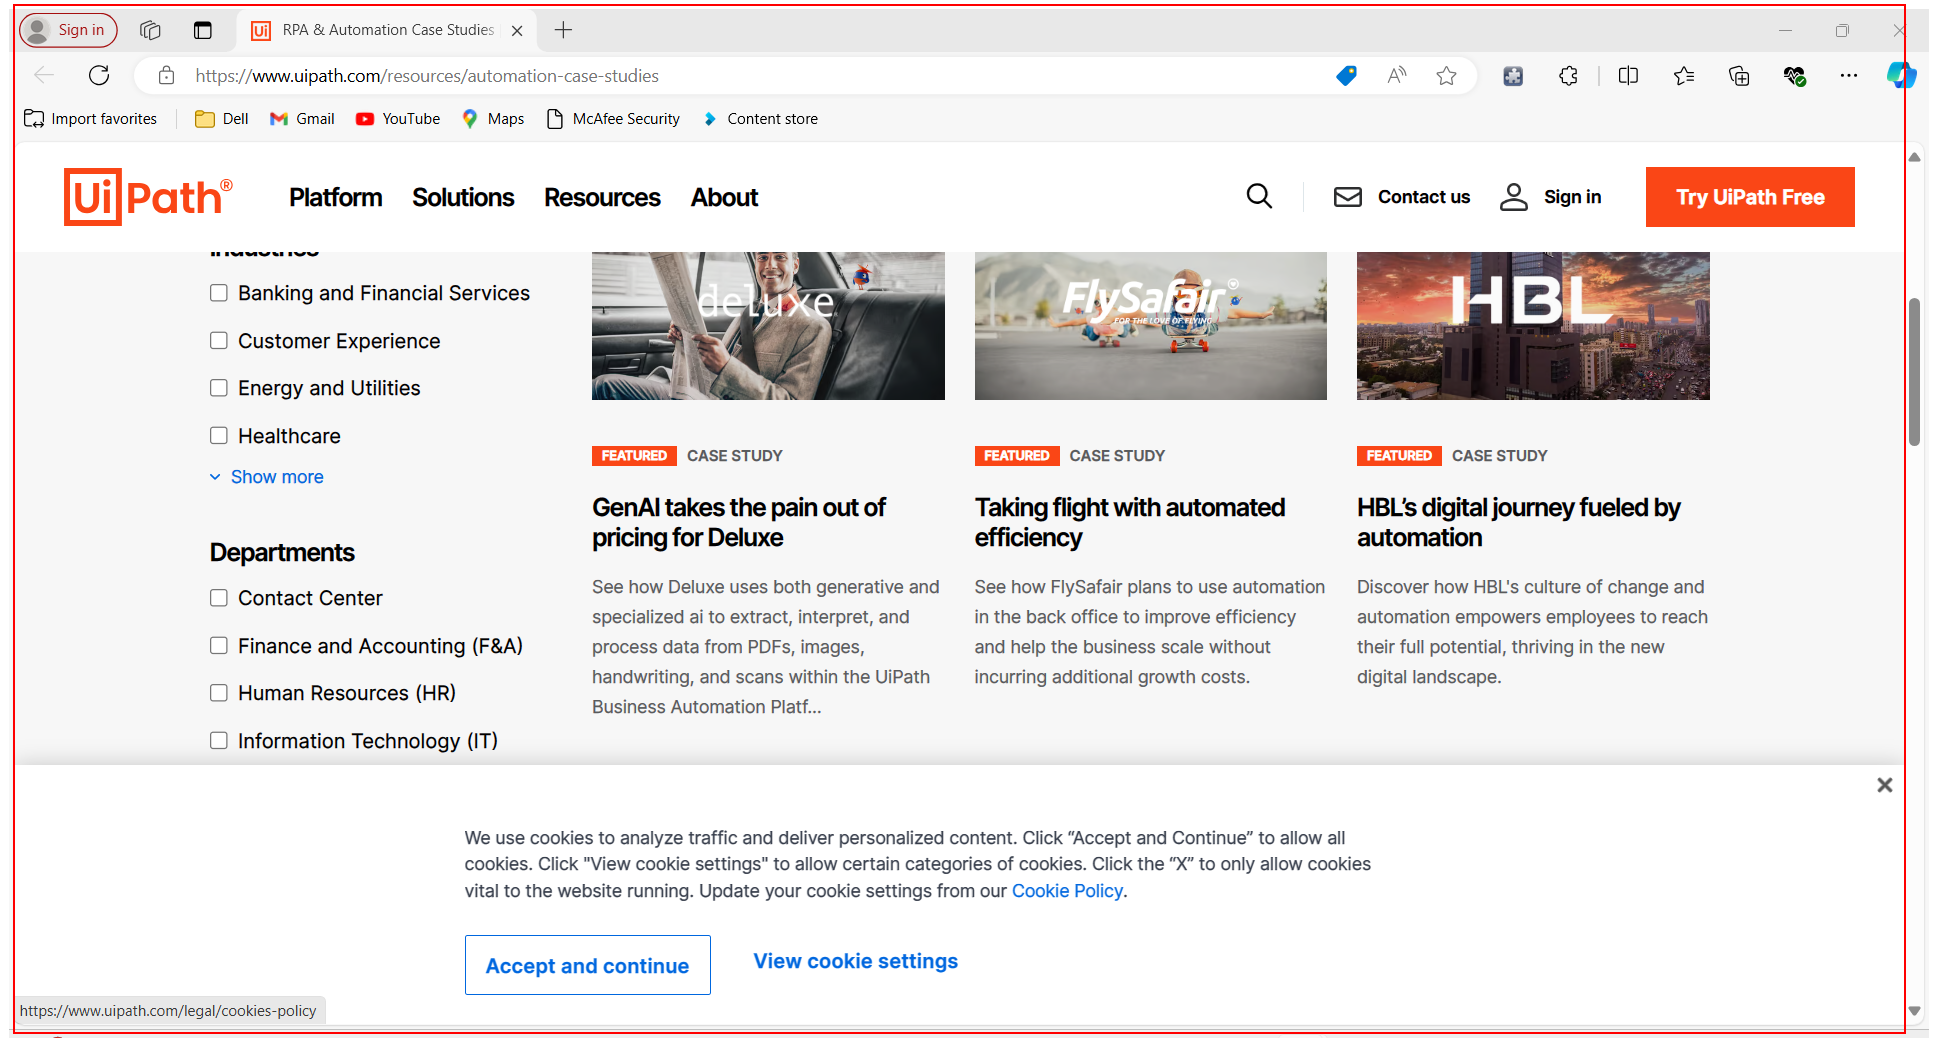 Sign in
RPA & Automation Case Studies
https://www.uipath.com/resources/automation-case-studies
Import favorites
Dell
Gmail
YouTube
Maps
McAfee Security
Content store
UiPath®
Platform
Solutions
Resources
About
Contact us
Sign in
Try UiPath Free
Industries
Banking and Financial Services
Customer Experience
Energy and Utilities
Healthcare
Show more
Departments
Contact Center
Finance and Accounting (F&A)
Human Resources (HR)
Information Technology (IT)
deluxe
FEATURED CASE STUDY
GenAI takes the pain out of
pricing for Deluxe
See how Deluxe uses both generative and
specialized ai to extract, interpret, and
process data from PDFs, images,
handwriting, and scans within the UiPath
Business Automation Platf...
FlySafair®
FOR THE LOVE OF FLYING
FEATURED CASE STUDY
Taking flight with automated
efficiency
See how FlySafair plans to use automation
in the back office to improve efficiency
and help the business scale without
incurring additional growth costs.
HBL
FEATURED CASE STUDY
HBL’s digital journey fueled by
automation
Discover how HBL's culture of change and
automation empowers employees to reach
their full potential, thriving in the new
digital landscape.
We use cookies to analyze traffic and deliver personalized content. Click “Accept and Continue” to allow all
cookies. Click "View cookie settings" to allow certain categories of cookies. Click the “X” to only allow cookies
vital to the website running. Update your cookie settings from our Cookie Policy.
Accept and continue
View cookie settings
https://www.uipath.com/legal/cookies-policy